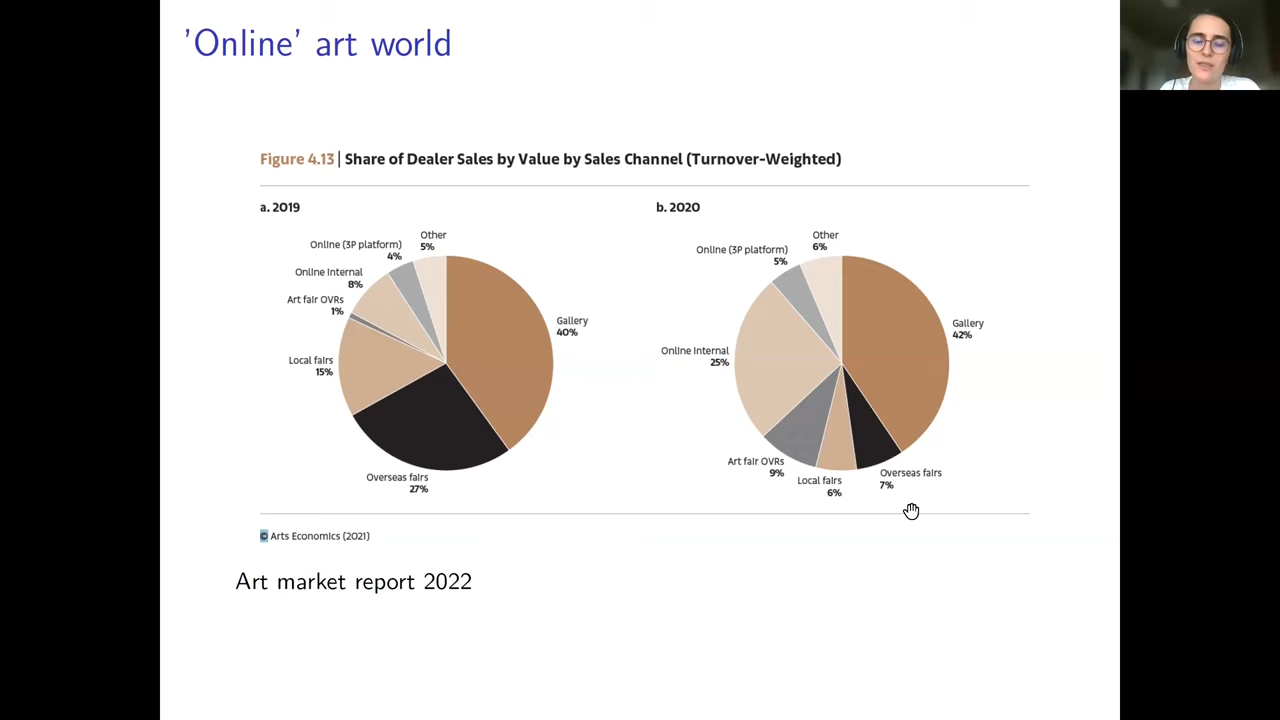 'Online' art world
Figure 4.13 | Share of Dealer Sales by Value by Sales Channel (Turnover-Weighted)
a. 2019
Other
5%
Online (3P platform)
4%
Online Internal
8%
Art fair OVRs
1%
Local fairs
15%
Overseas fairs
27%
Gallery
40%
b. 2020
Other
6%
Online (3P platform)
5%
Online Internal
25%
Art fair OVRs
9%
Local fairs
6%
Overseas fairs
7%
Gallery
42%
© Arts Economics (2021)
Art market report 2022